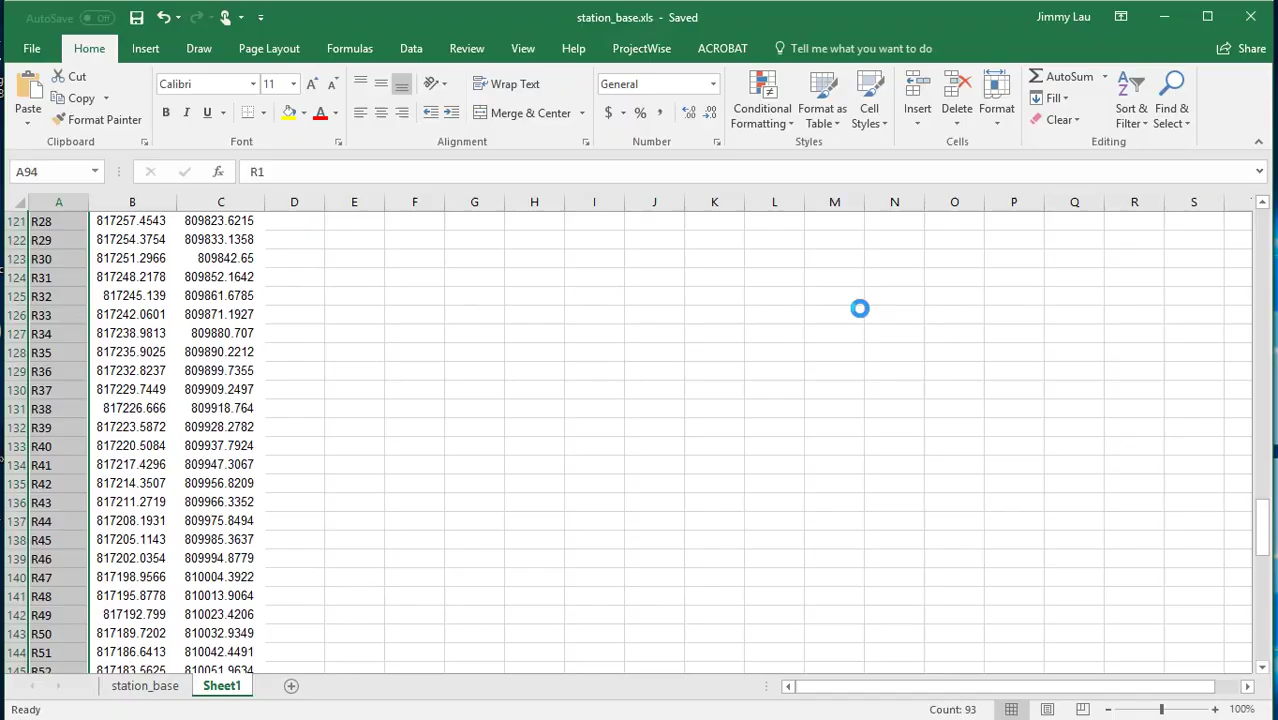 AutoSave Off station_base.xls - Saved Jimmy Lau
File Home Insert Draw Page Layout Formulas Data Review View Help ProjectWise ACROBAT Tell me what you want to do Share
Paste Cut Copy Format Painter
Calibri 11
B I U A
Wrap Text
Merge & Center
General
$ %
Conditional Formatting
Format as Table
Cell Styles
Insert Delete Format
AutoSum
Fill
Clear
Sort & Filter
Find & Select
Clipboard Font Alignment Number Styles Cells Editing
A94 fx R1
A B C D E F G H I J K L M N O P Q R S
121 R28 817257.4543 809823.6215
122 R29 817254.3754 809833.1358
123 R30 817251.2966 809842.65
124 R31 817248.2178 809852.1642
125 R32 817245.139 809861.6785
126 R33 817242.0601 809871.1927
127 R34 817238.9813 809880.707
128 R35 817235.9025 809890.2212
129 R36 817232.8237 809899.7355
130 R37 817229.7449 809909.2497
131 R38 817226.666 809918.764
132 R39 817223.5872 809928.2782
133 R40 817220.5084 809937.7924
134 R41 817217.4296 809947.3067
135 R42 817214.3507 809956.8209
136 R43 817211.2719 809966.3352
137 R44 817208.1931 809975.8494
138 R45 817205.1143 809985.3637
139 R46 817202.0354 809994.8779
140 R47 817198.9566 810004.3922
141 R48 817195.8778 810013.9064
142 R49 817192.799 810023.4206
143 R50 817189.7202 810032.9349
144 R51 817186.6413 810042.4491
145 R52 817183.5625 810051.9634
station_base Sheet1
Ready Count: 93 100%